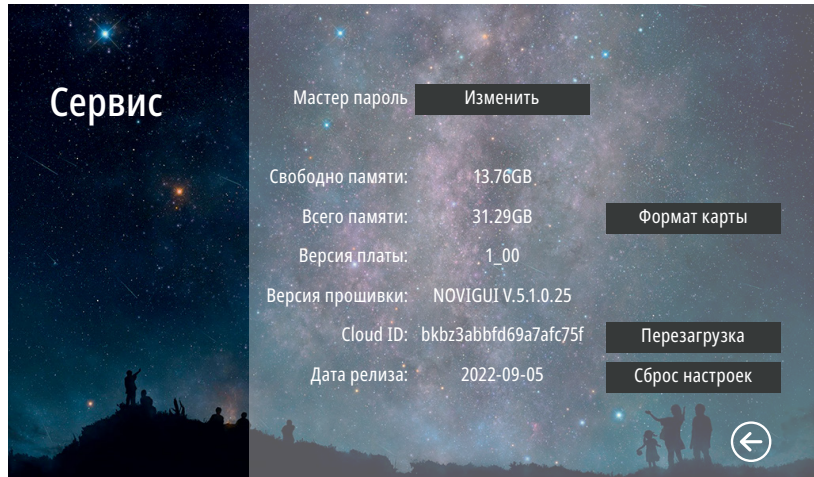 Сервис
Мастер пароль Изменить
Свободно памяти: 13.76GB
Всего памяти: 31.29GB Формат карты
Версия платы: 1_00
Версия прошивки: NOVIGUI V.5.1.0.25
Cloud ID: bkbz3abbfd69a7afc75f Перезагрузка
Дата релиза: 2022-09-05 Сброс настроек